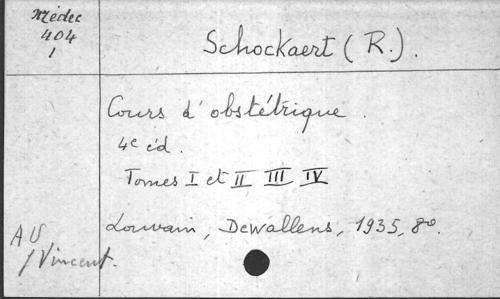 Médec
404
1
Schockaert (R.).
Cours d'obstétrique.
4e éd.
Tomes I et II III IV
Louvain, Dewallens, 1935, 8o.
AU
/Vincent.